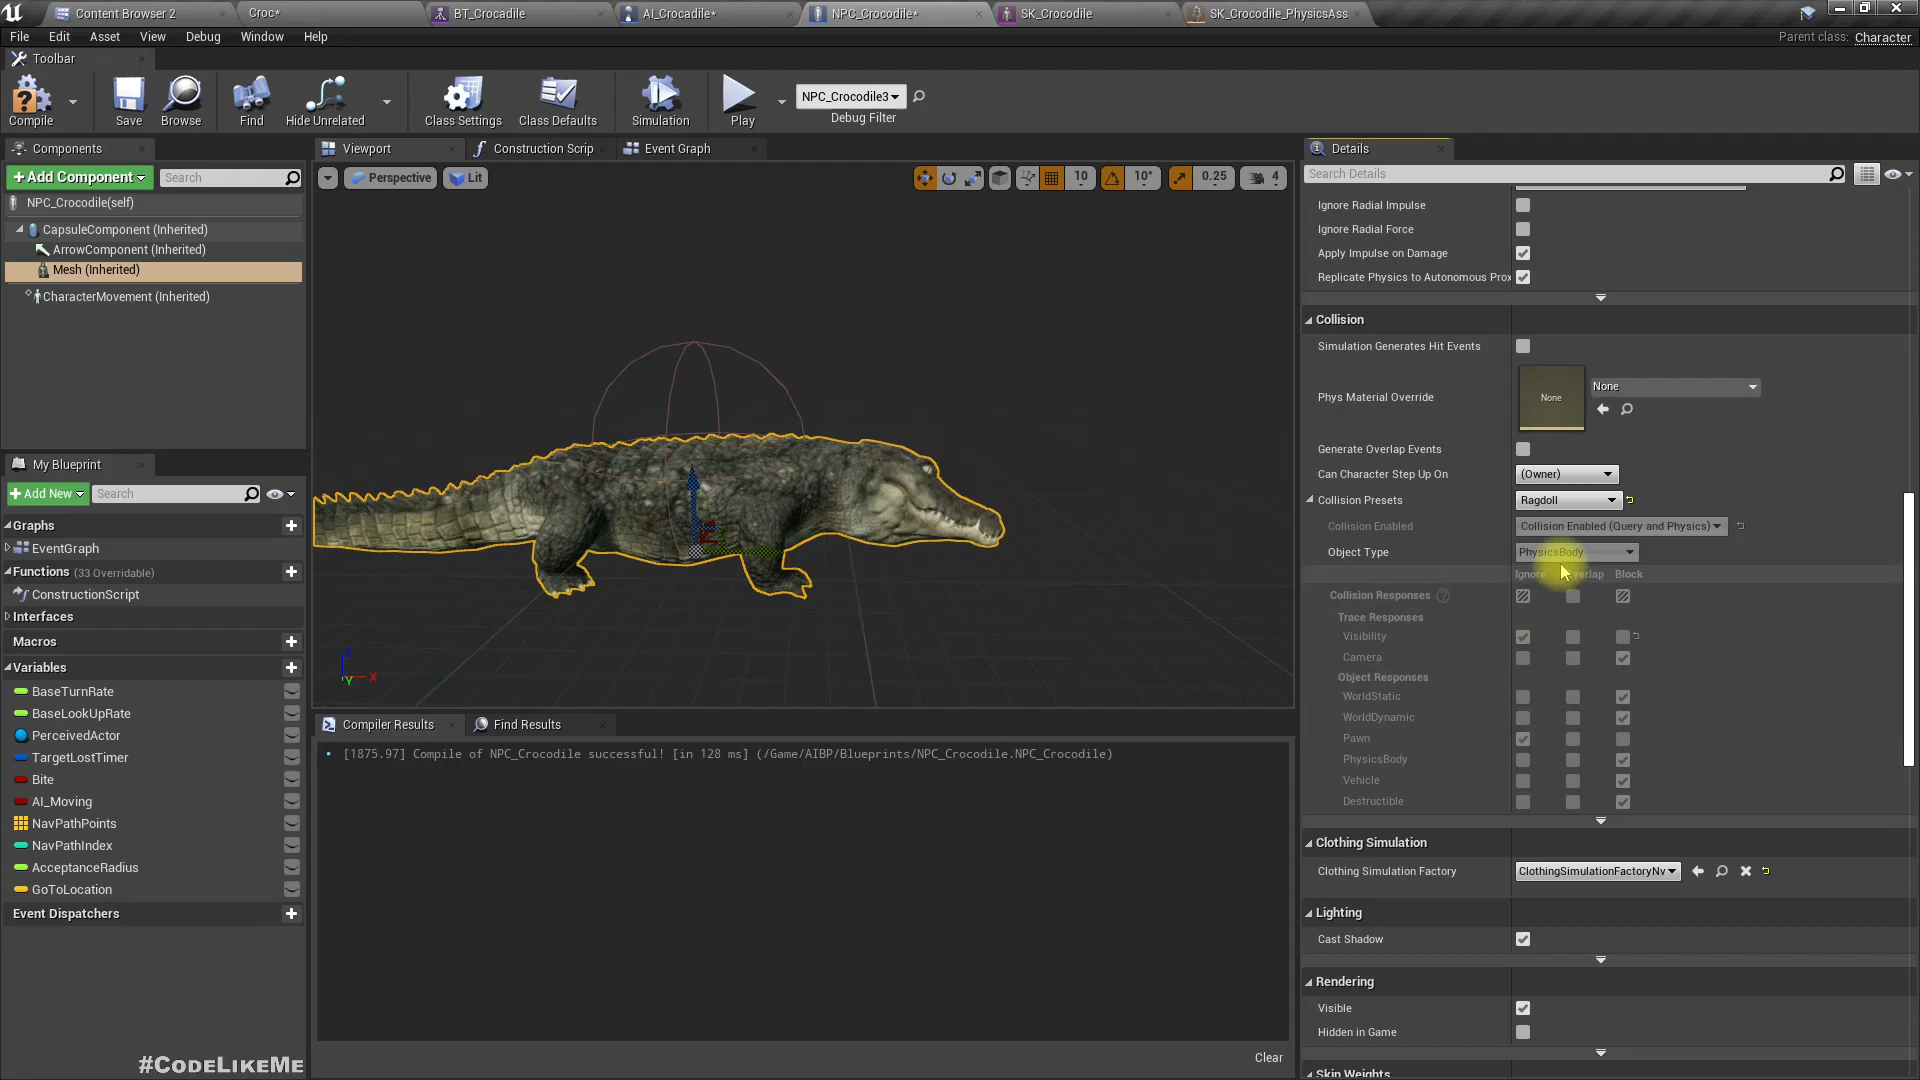 Content Browser 2
Croc*
BT_Crocadile
AI_Crocadile*
NPC_Crocodile*
SK_Crocodile
SK_Crocodile_PhysicsAss
File Edit Asset View Debug Window Help
Parent class: Character
Toolbar
Compile
Save
Browse
Find
Hide Unrelated
Class Settings
Class Defaults
Simulation
Play
NPC_Crocodile3
Debug Filter
Components
+Add Component
Search
NPC_Crocodile(self)
CapsuleComponent (Inherited)
ArrowComponent (Inherited)
Mesh (Inherited)
CharacterMovement (Inherited)
My Blueprint
+Add New
Search
Graphs
EventGraph
Functions (33 Overridable)
ConstructionScript
Interfaces
Macros
Variables
BaseTurnRate
BaseLookUpRate
PerceivedActor
TargetLostTimer
Bite
AI_Moving
NavPathPoints
NavPathIndex
AcceptanceRadius
GoToLocation
Event Dispatchers
#CodeLikeMe
Viewport
Construction Scrip
Event Graph
Perspective
Lit
10
10°
0.25
4
Z
X
Y
Compiler Results
Find Results
• [1875.97] Compile of NPC_Crocodile successful! [in 128 ms] (/Game/AIBP/Blueprints/NPC_Crocodile.NPC_Crocodile)
Clear
Details
Search Details
Ignore Radial Impulse
Ignore Radial Force
Apply Impulse on Damage
Replicate Physics to Autonomous Prox
Collision
Simulation Generates Hit Events
Phys Material Override
None
None
Generate Overlap Events
Can Character Step Up On
(Owner)
Collision Presets
Ragdoll
Collision Enabled
Collision Enabled (Query and Physics)
Object Type
PhysicsBody
Block
Collision Responses ?
Trace Responses
Visibility
Camera
Object Responses
WorldStatic
WorldDynamic
Pawn
PhysicsBody
Vehicle
Destructible
Clothing Simulation
Clothing Simulation Factory
ClothingSimulationFactoryNv
Lighting
Cast Shadow
Rendering
Visible
Hidden in Game
Skin Weights